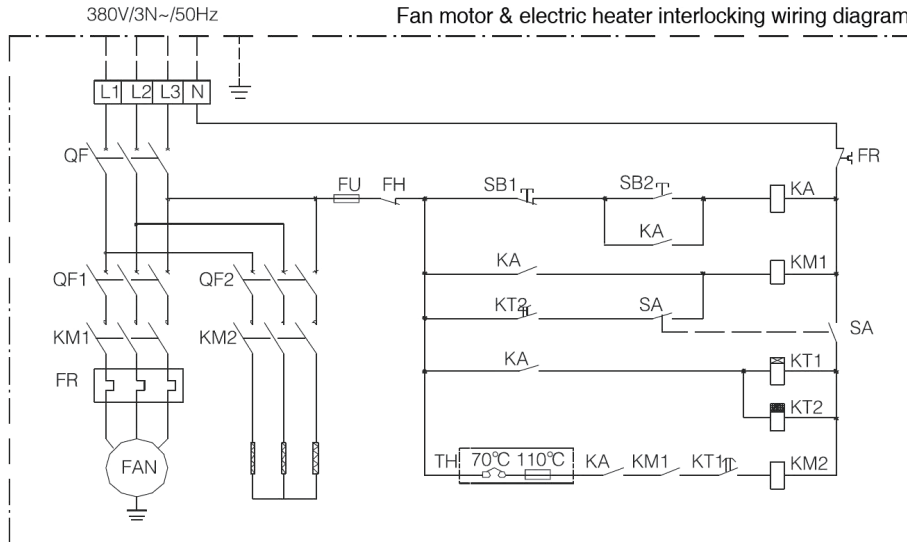 380V/3N~/50Hz
Fan motor & electric heater interlocking wiring diagram
L1 L2 L3 N
QF
FR
FU FH SB1 SB2 KA
KA
QF1 QF2 KA KM1
KT2 SA
KM1 KM2 SA
FR
KA KT1
KT2
FAN
TH 70℃ 110℃ KA KM1 KT1 KM2